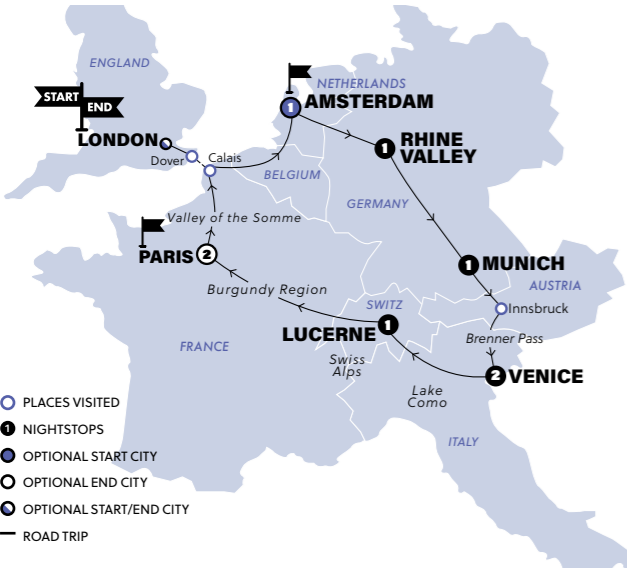 ENGLAND
START
END
LONDON
Dover
Calais
NETHERLANDS
1 AMSTERDAM
1 RHINE
VALLEY
BELGIUM
GERMANY
Valley of the Somme
PARIS 2
1 MUNICH
AUSTRIA
Innsbruck
Burgundy Region
SWITZ
LUCERNE 1
Brenner Pass
FRANCE
Swiss
Alps
2 VENICE
Lake
Como
ITALY
PLACES VISITED
1 NIGHTSTOPS
OPTIONAL START CITY
OPTIONAL END CITY
OPTIONAL START/END CITY
ROAD TRIP